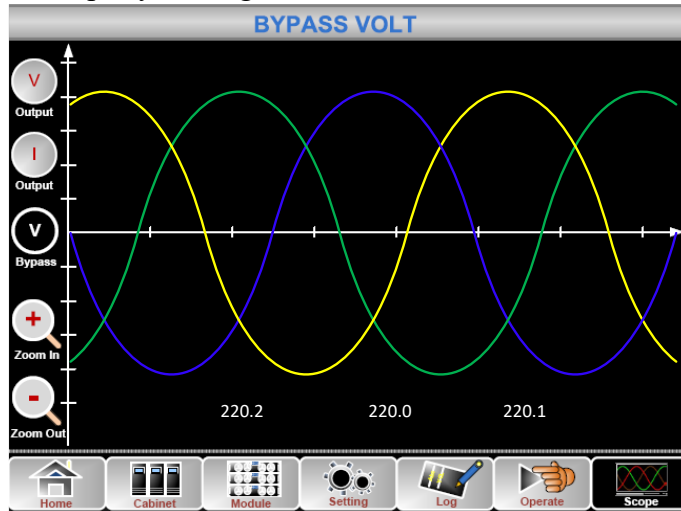 BYPASS VOLT
V
Output
I
Output
V
Bypass
+
Zoom In
-
Zoom Out
220.2 220.0 220.1
Home Cabinet Module Setting Log Operate Scope